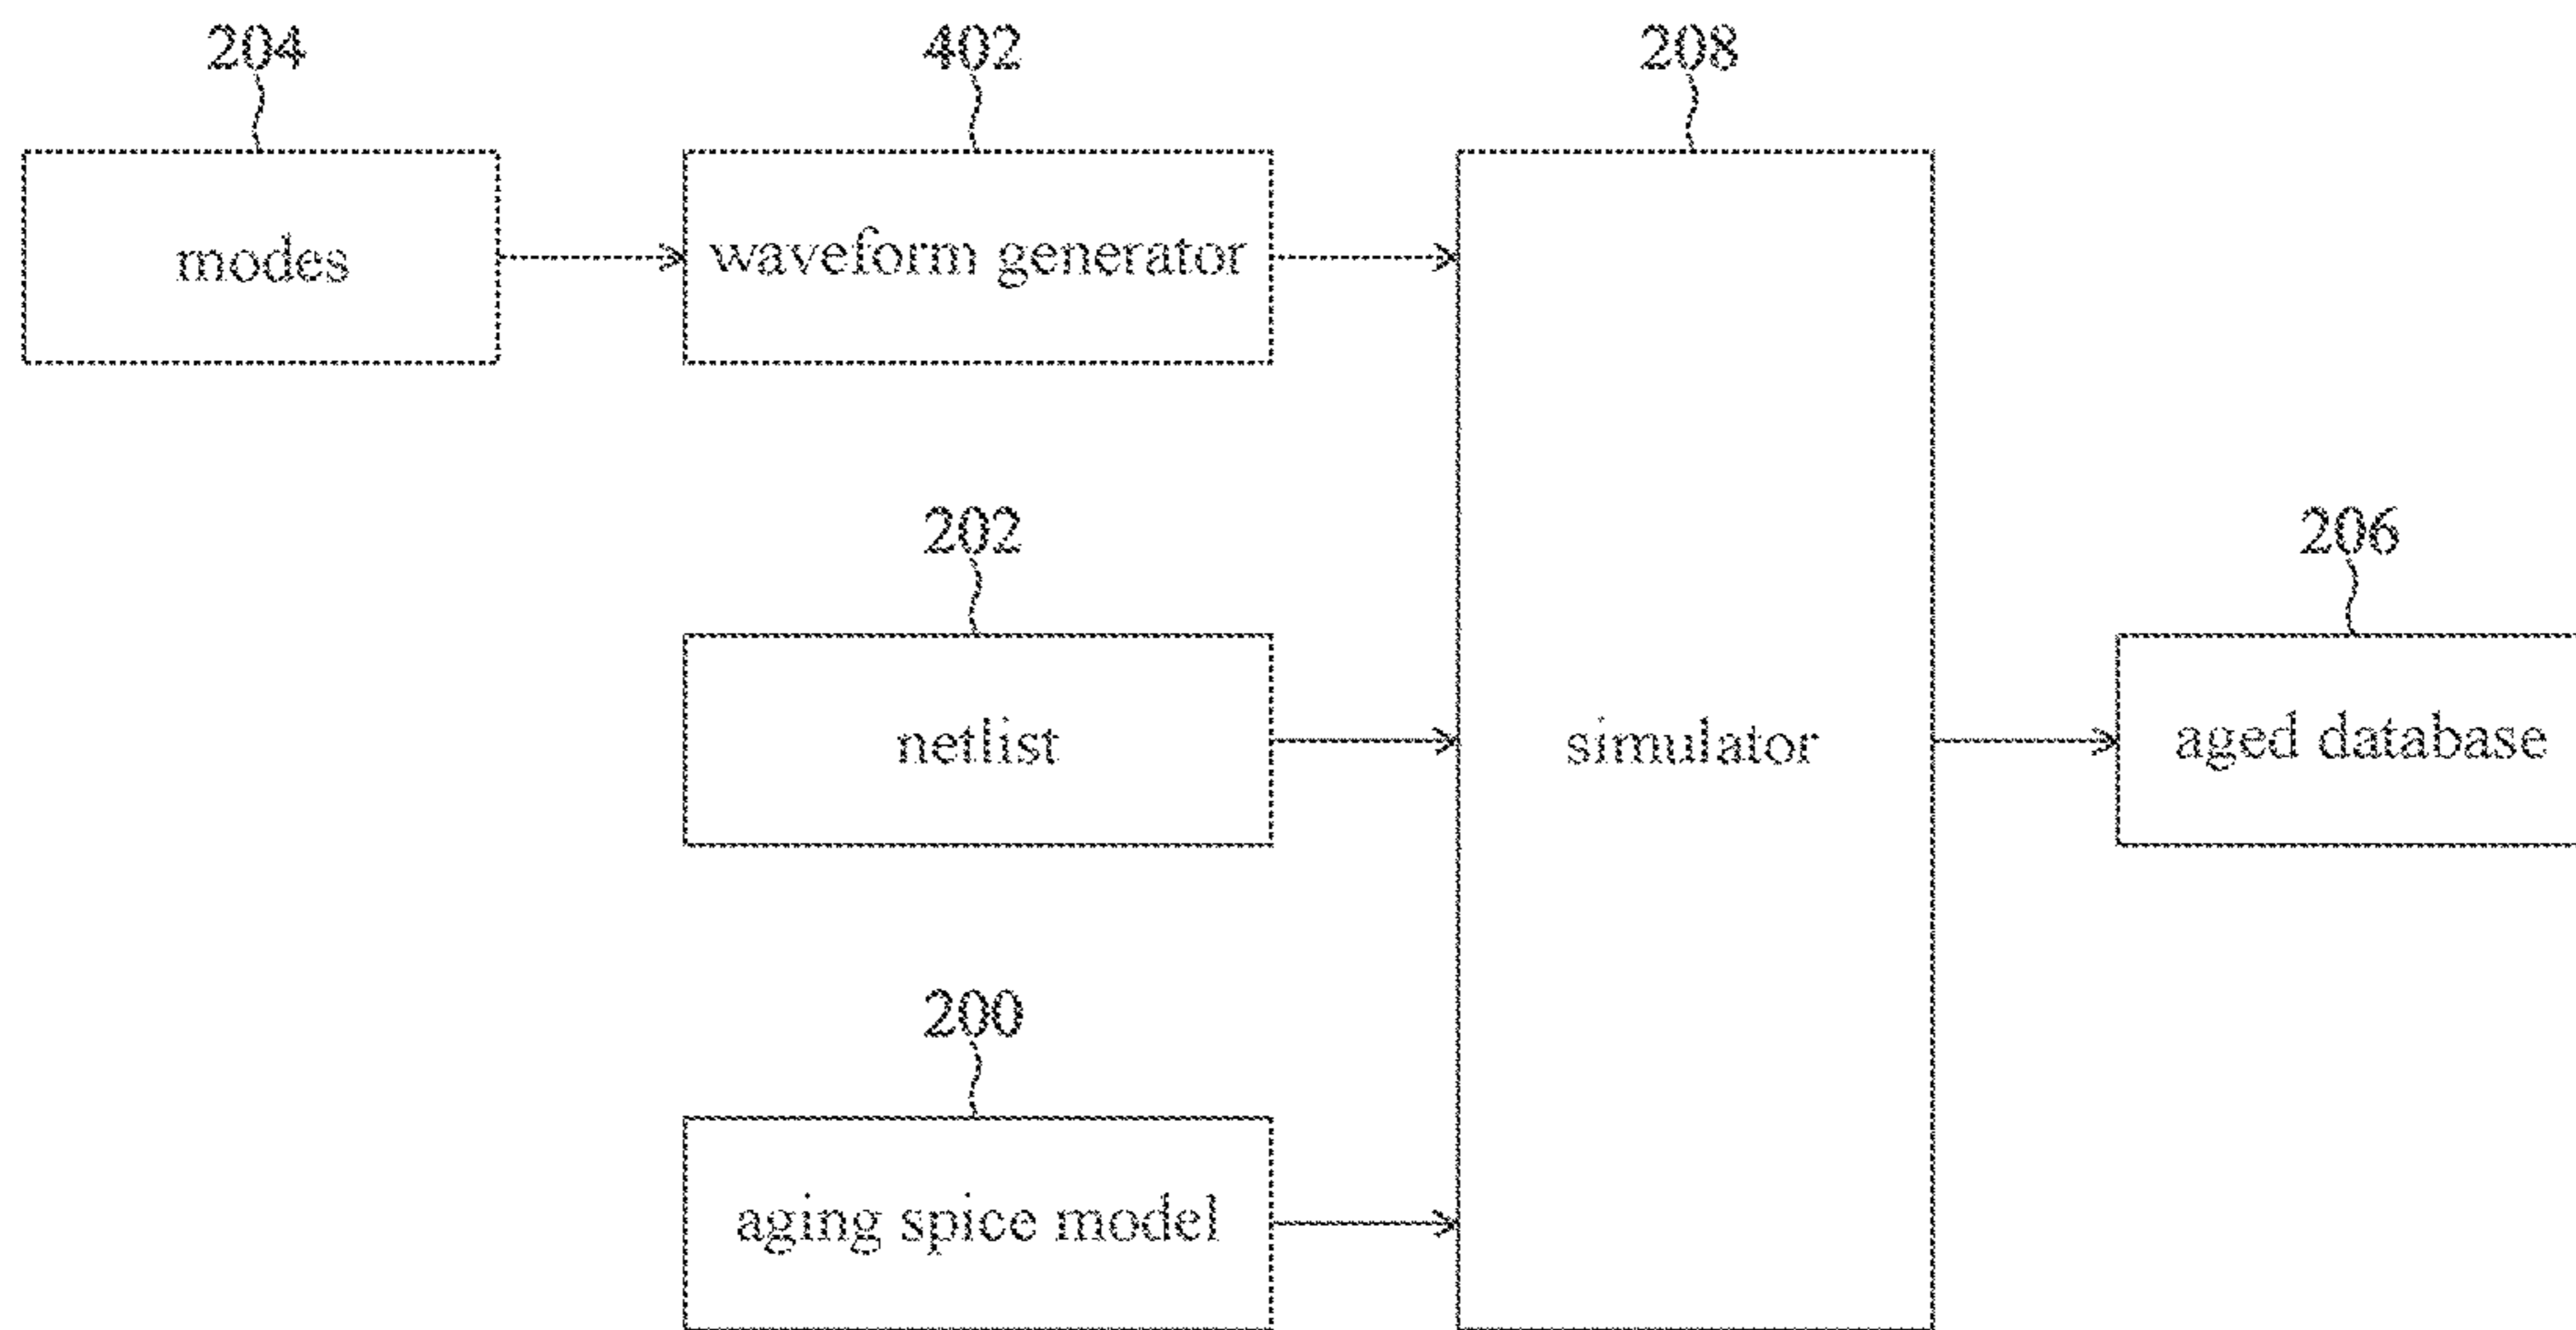 204
402
208
modes
waveform generator
202
206
netlist
simulator
aged database
200
aging spice model